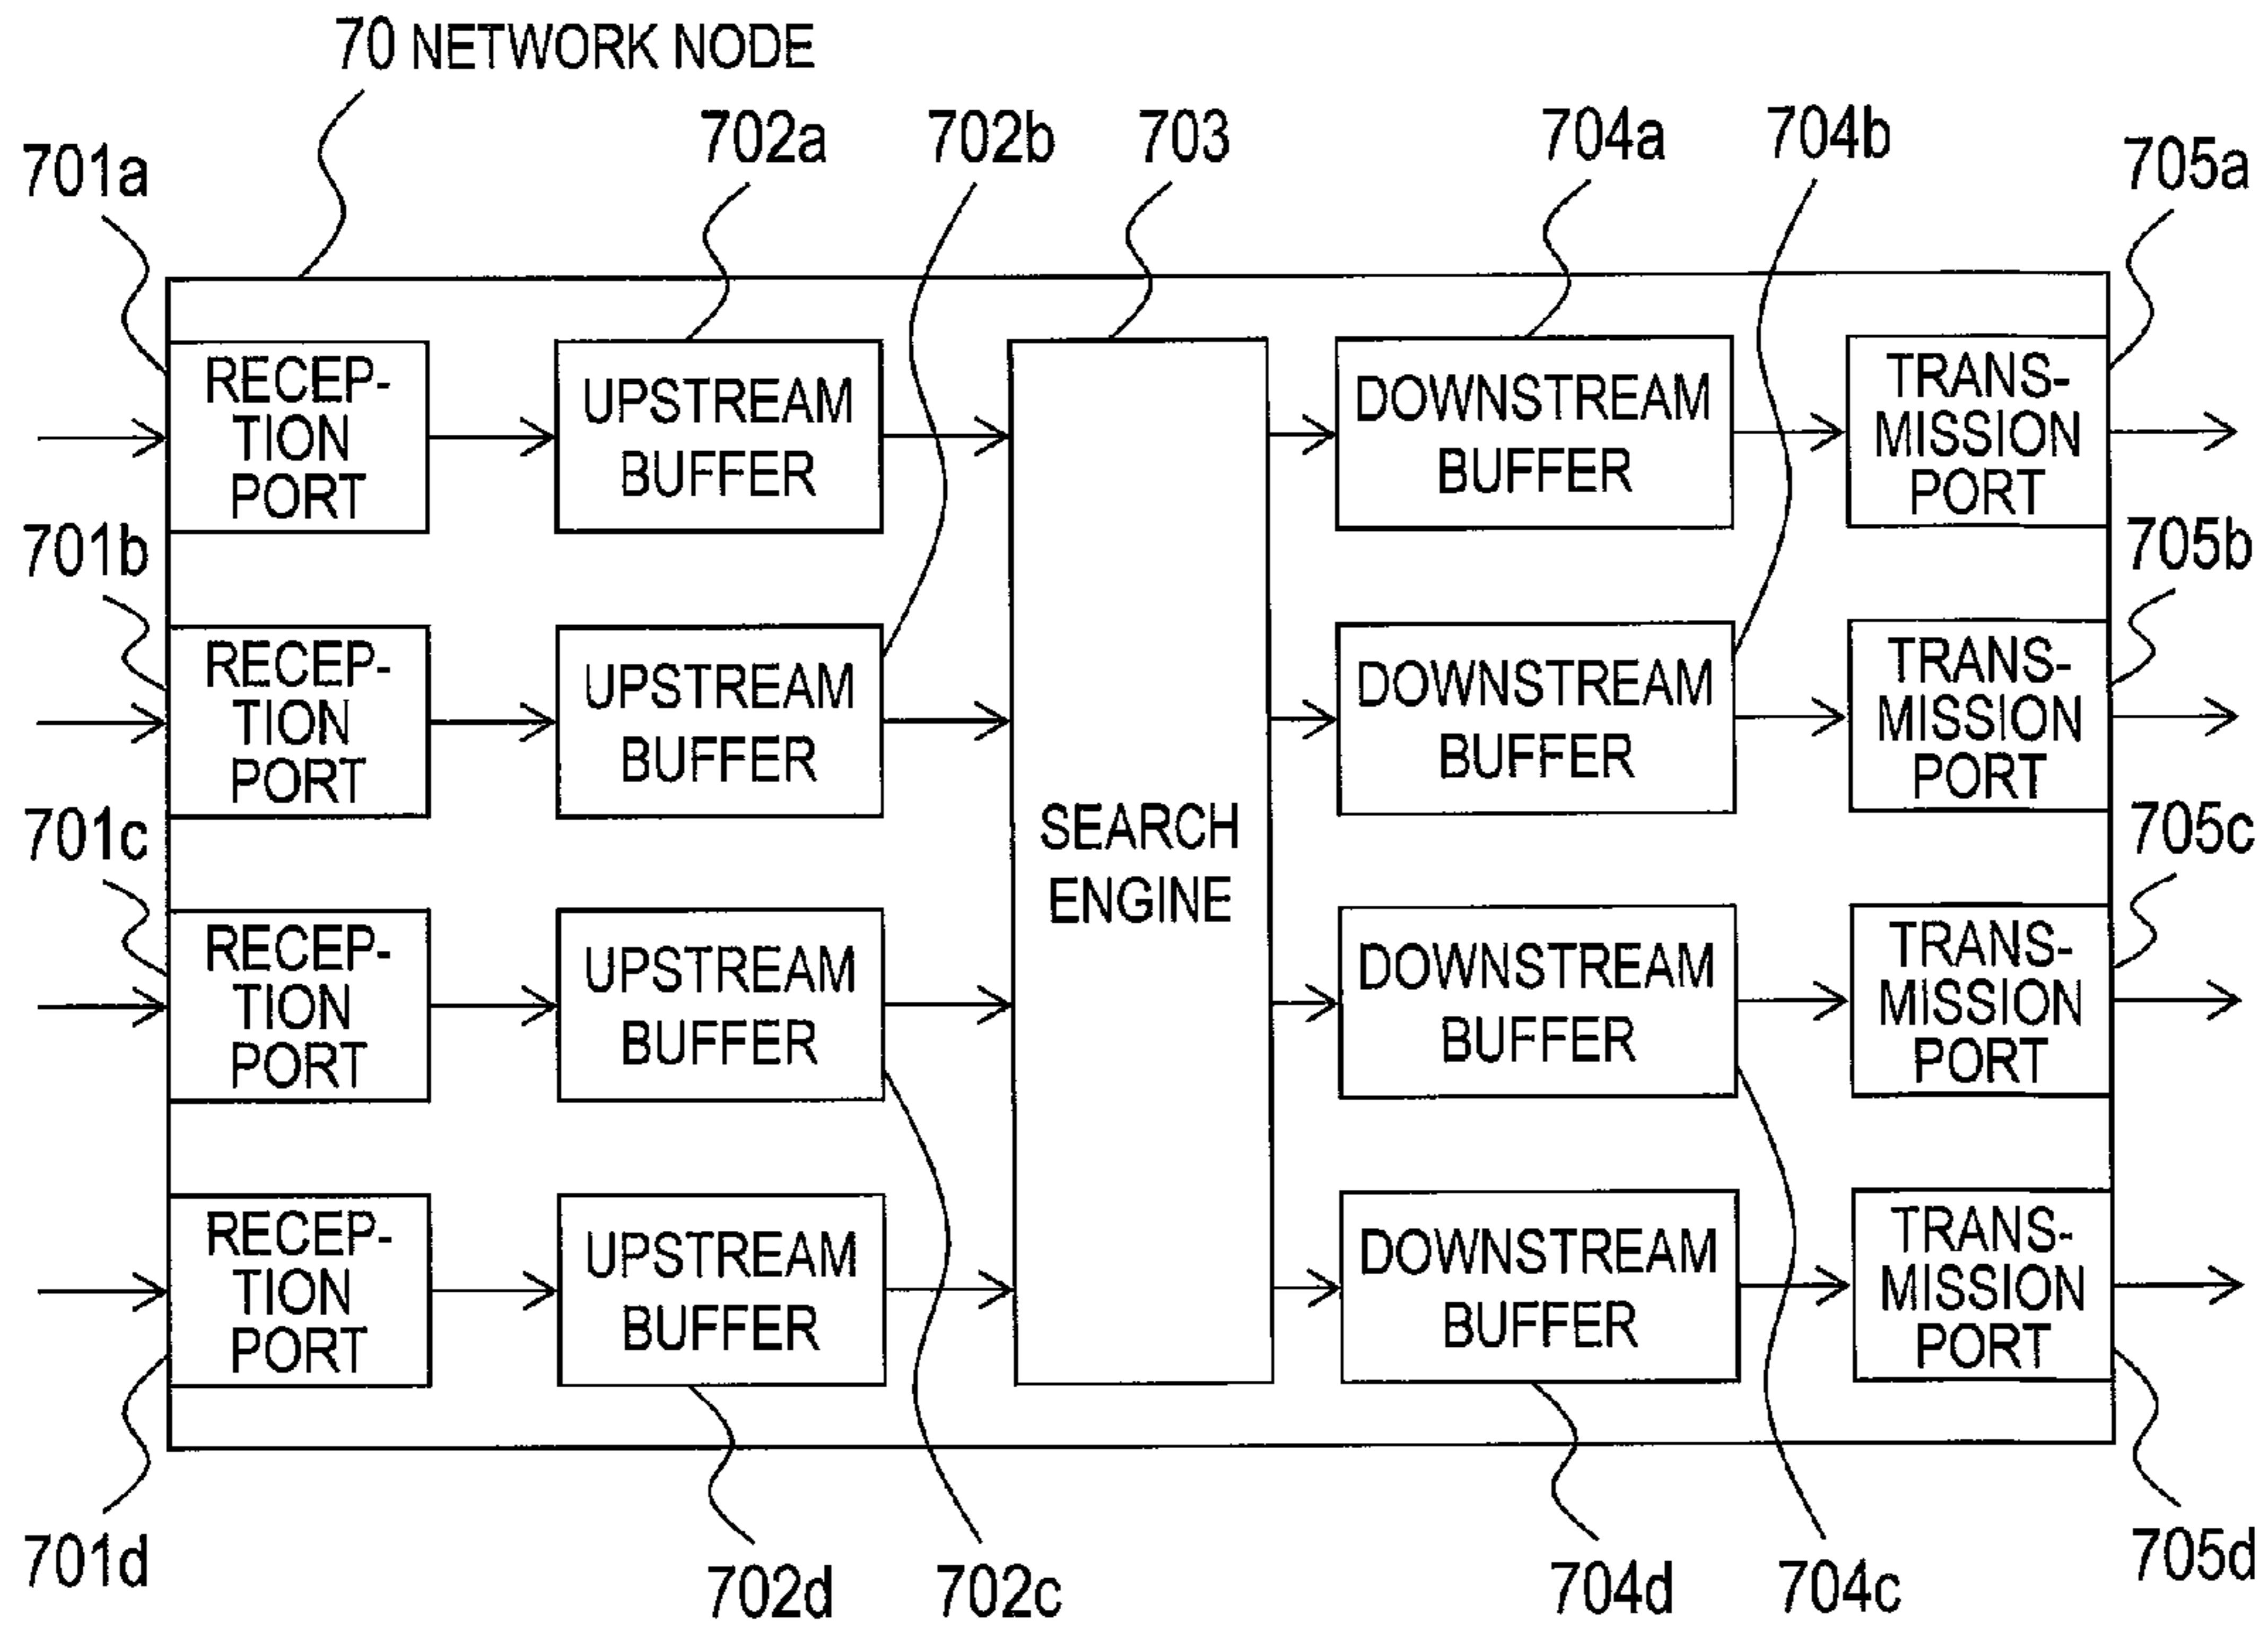 70 NETWORK NODE
702a 702b 703 704a 704b
701a 705a
RECEP-
TION
PORT
UPSTREAM
BUFFER
DOWNSTREAM
BUFFER
TRANS-
MISSION
PORT
701b 705b
RECEP-
TION
PORT
UPSTREAM
BUFFER
DOWNSTREAM
BUFFER
TRANS-
MISSION
PORT
701c 705c
SEARCH
ENGINE
RECEP-
TION
PORT
UPSTREAM
BUFFER
DOWNSTREAM
BUFFER
TRANS-
MISSION
PORT
RECEP-
TION
PORT
UPSTREAM
BUFFER
DOWNSTREAM
BUFFER
TRANS-
MISSION
PORT
701d 705d
702d 702c 704d 704c